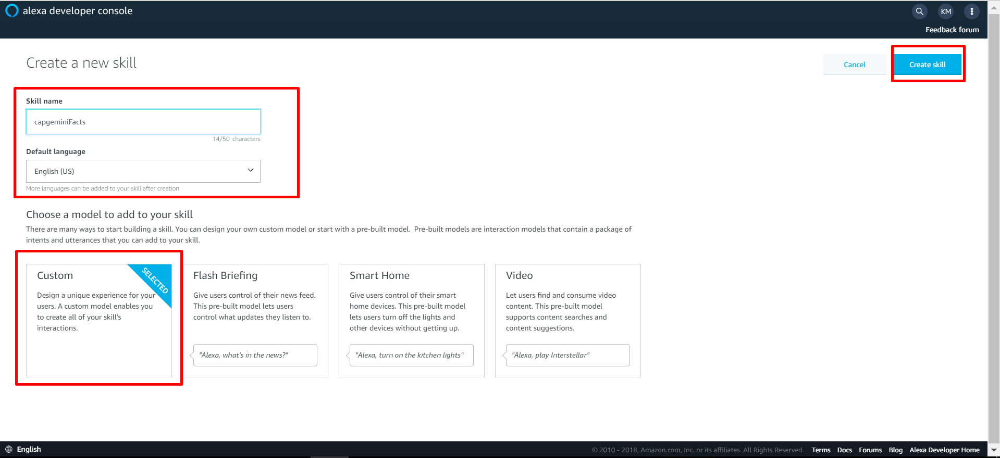 alexa developer console
KM
Feedback forum
Create a new skill
Cancel
Create skill
Skill name
capgeminiFacts
14/50 characters
Default language
English (US)
More languages can be added to your skill after creation
Choose a model to add to your skill
There are many ways to start building a skill. You can design your own custom model or start with a pre-built model. Pre-built models are interaction models that contain a package of
intents and utterances that you can add to your skill.
Custom
SELECTED
Design a unique experience for your
users. A custom model enables you
to create all of your skill's
interactions.
Flash Briefing
Give users control of their news feed.
This pre-built model lets users
control what updates they listen to.
"Alexa, what's in the news?"
Smart Home
Give users control of their smart
home devices. This pre-built model
lets users turn off the lights and
other devices without getting up.
"Alexa, turn on the kitchen lights"
Video
Let users find and consume video
content. This pre-built model
supports content searches and
content suggestions.
"Alexa, play Interstellar"
English
© 2010 - 2018, Amazon.com, Inc. or its affiliates. All Rights Reserved.
Terms
Docs
Forums
Blog
Alexa Developer Home